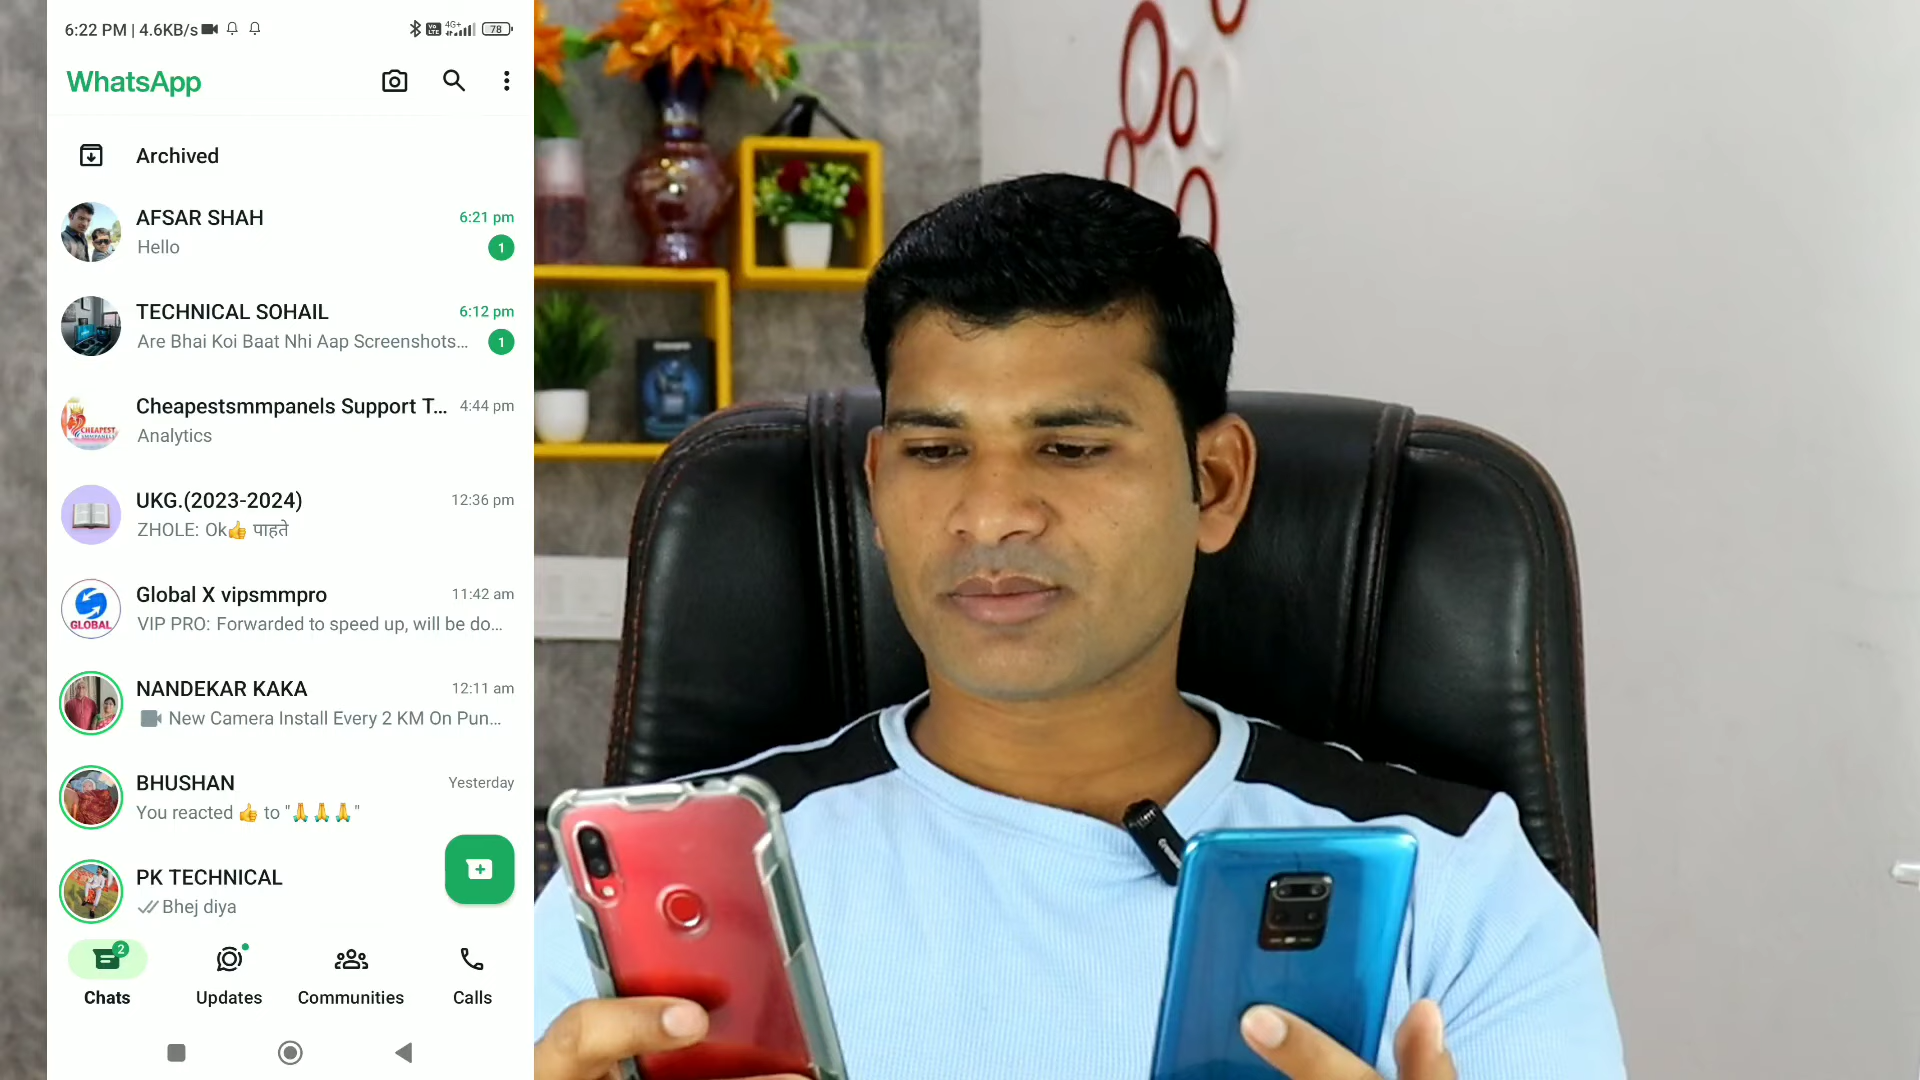 6:22 PM | 4.6KB/s
4G+
78
WhatsApp
Archived
AFSAR SHAH
6:21 pm
Hello
1
TECHNICAL SOHAIL
6:12 pm
Are Bhai Koi Baat Nhi Aap Screenshots...
1
Cheapestsmmpanels Support T...
4:44 pm
Analytics
UKG.(2023-2024)
12:36 pm
ZHOLE: Ok👍 पाहते
GLOBAL
Global X vipsmmpro
11:42 am
VIP PRO: Forwarded to speed up, will be do...
NANDEKAR KAKA
12:11 am
New Camera Install Every 2 KM On Pun...
BHUSHAN
Yesterday
You reacted 👍 to "🙏🙏🙏"
PK TECHNICAL
Bhej diya
2
Chats
Updates
Communities
Calls